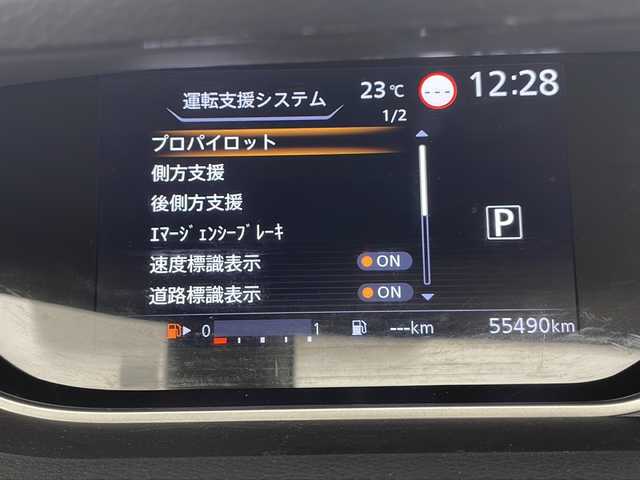 運転支援システム 23℃ --- 12:28
1/2
プロパイロット
側方支援
後側方支援
P
ｴﾏｰｼﾞｪﾝｼｰﾌﾞﾚｰｷ
速度標識表示 ON
道路標識表示 ON
0 1 ---km 55490km